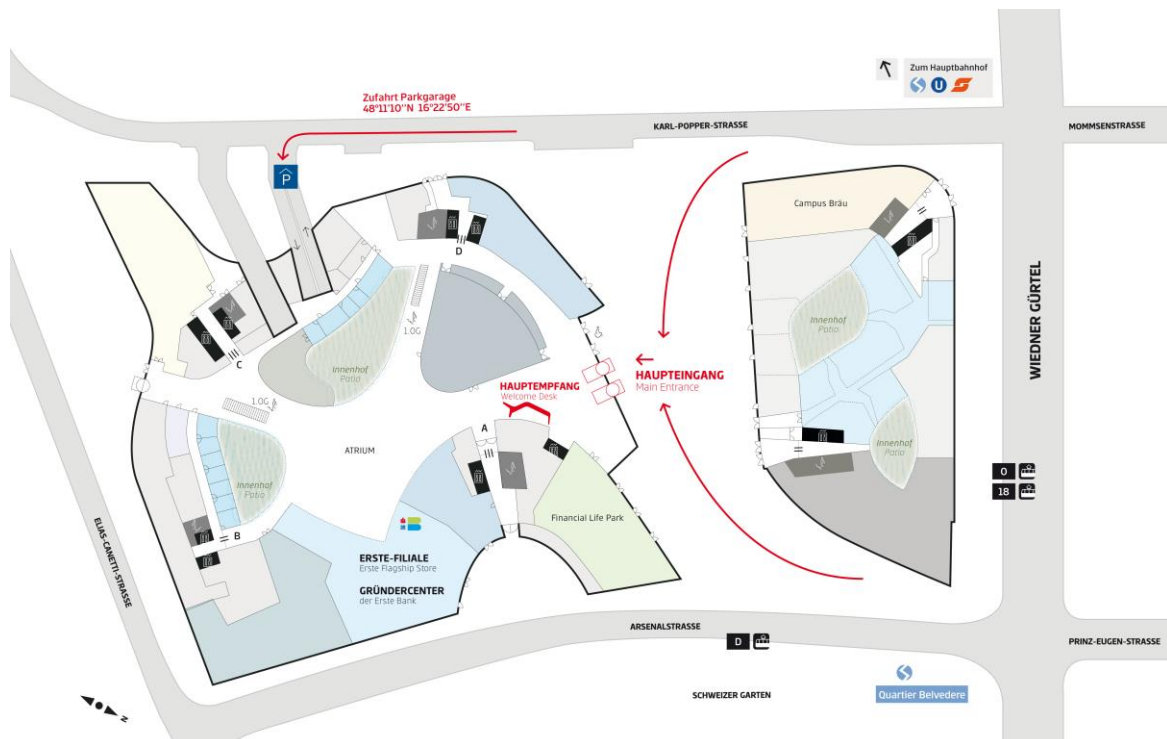 Zum Hauptbahnhof
U
Zufahrt Parkgarage
48°11'10''N 16°22'50''E
KARL-POPPER-STRASSE
MOMMSENSTRASSE
P
Campus Bräu
D
WIEDNER GÜRTEL
Innenhof
Patio
1.OG
Innenhof
Patio
C
HAUPTEINGANG
Main Entrance
HAUPTEMPFANG
Welcome Desk
1.OG
A
ATRIUM
Innenhof
Patio
Innenhof
Patio
0
18
Financial Life Park
B
ELIAS-CANETTI-STRASSE
ERSTE-FILIALE
Erste Flagship Store
GRÜNDERCENTER
der Erste Bank
ARSENALSTRASSE
D
PRINZ-EUGEN-STRASSE
SCHWEIZER GARTEN
Quartier Belvedere
N